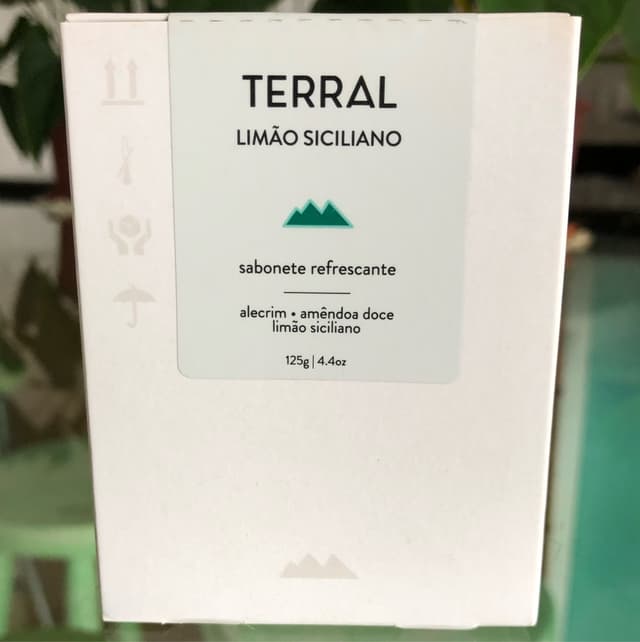 TERRAL
LIMÃO SICILIANO
sabonete refrescante
alecrim • amêndoa doce
limão siciliano
125g | 4.4oz